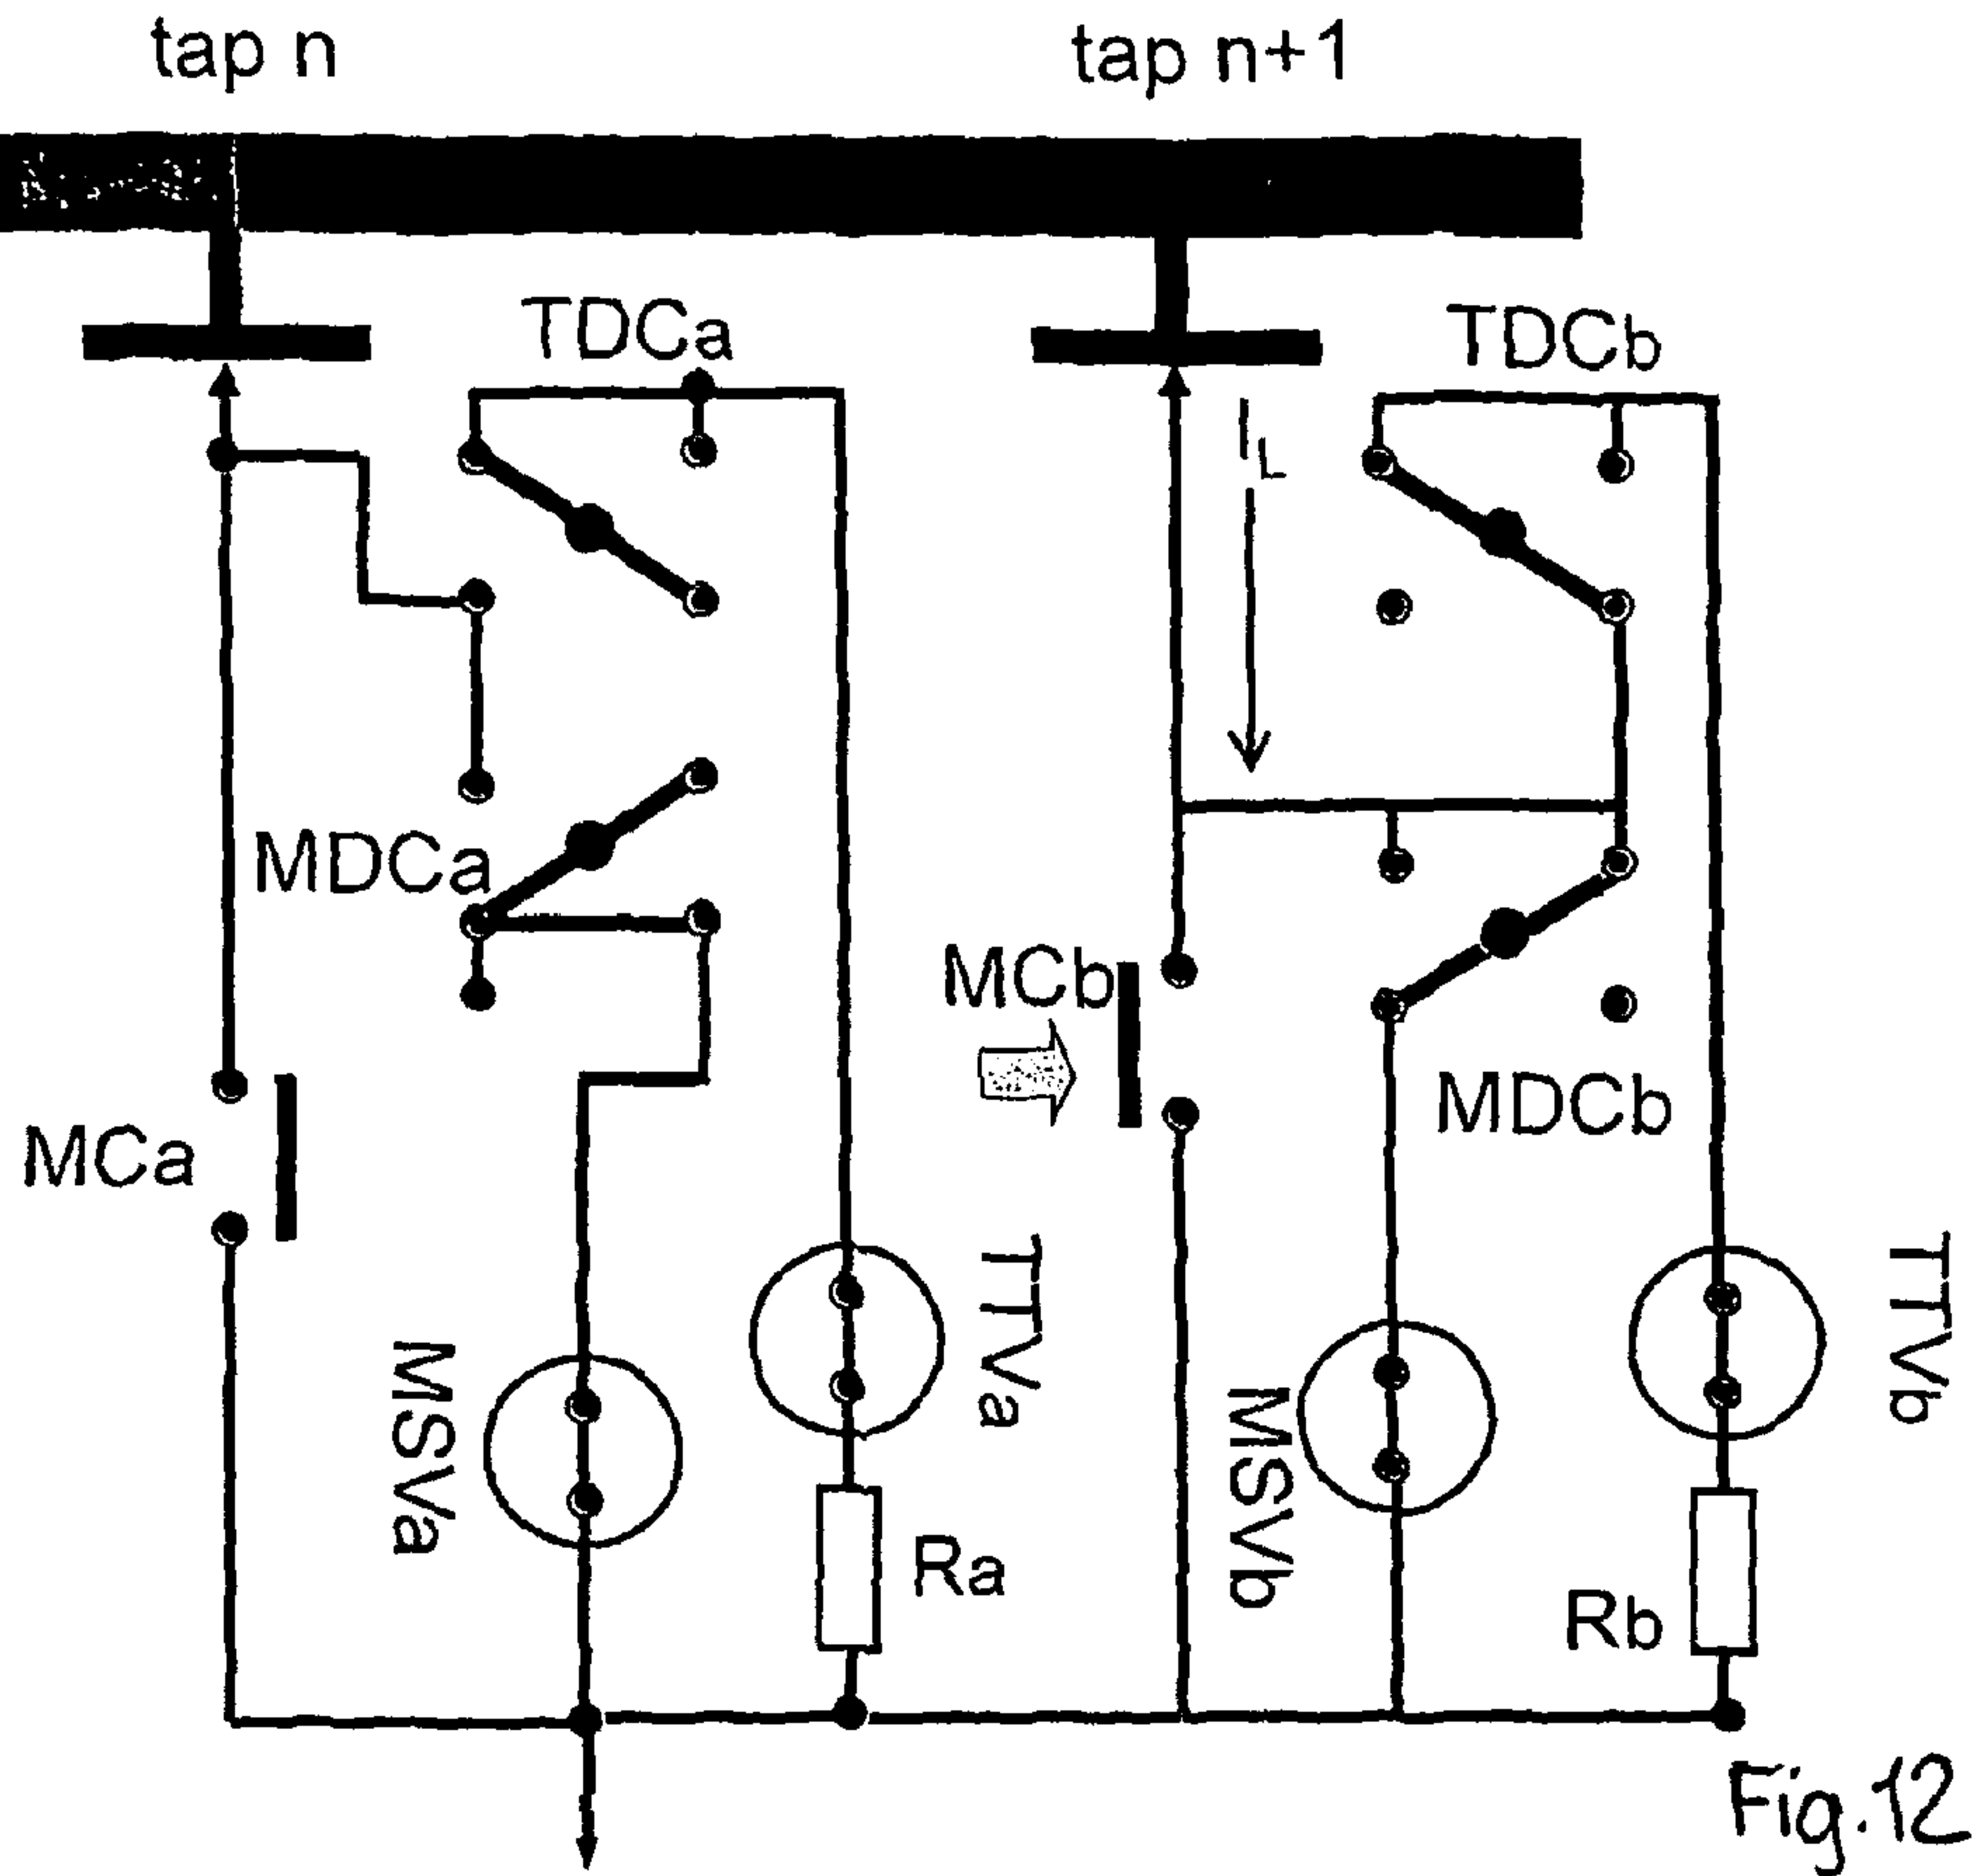 tap n
tap n+1
TDCa
TDCb
IL
MDCa
MCb
MDCb
MCa
TTVa
TTVb
MSVa
MSVb
Ra
Rb
Fig.12